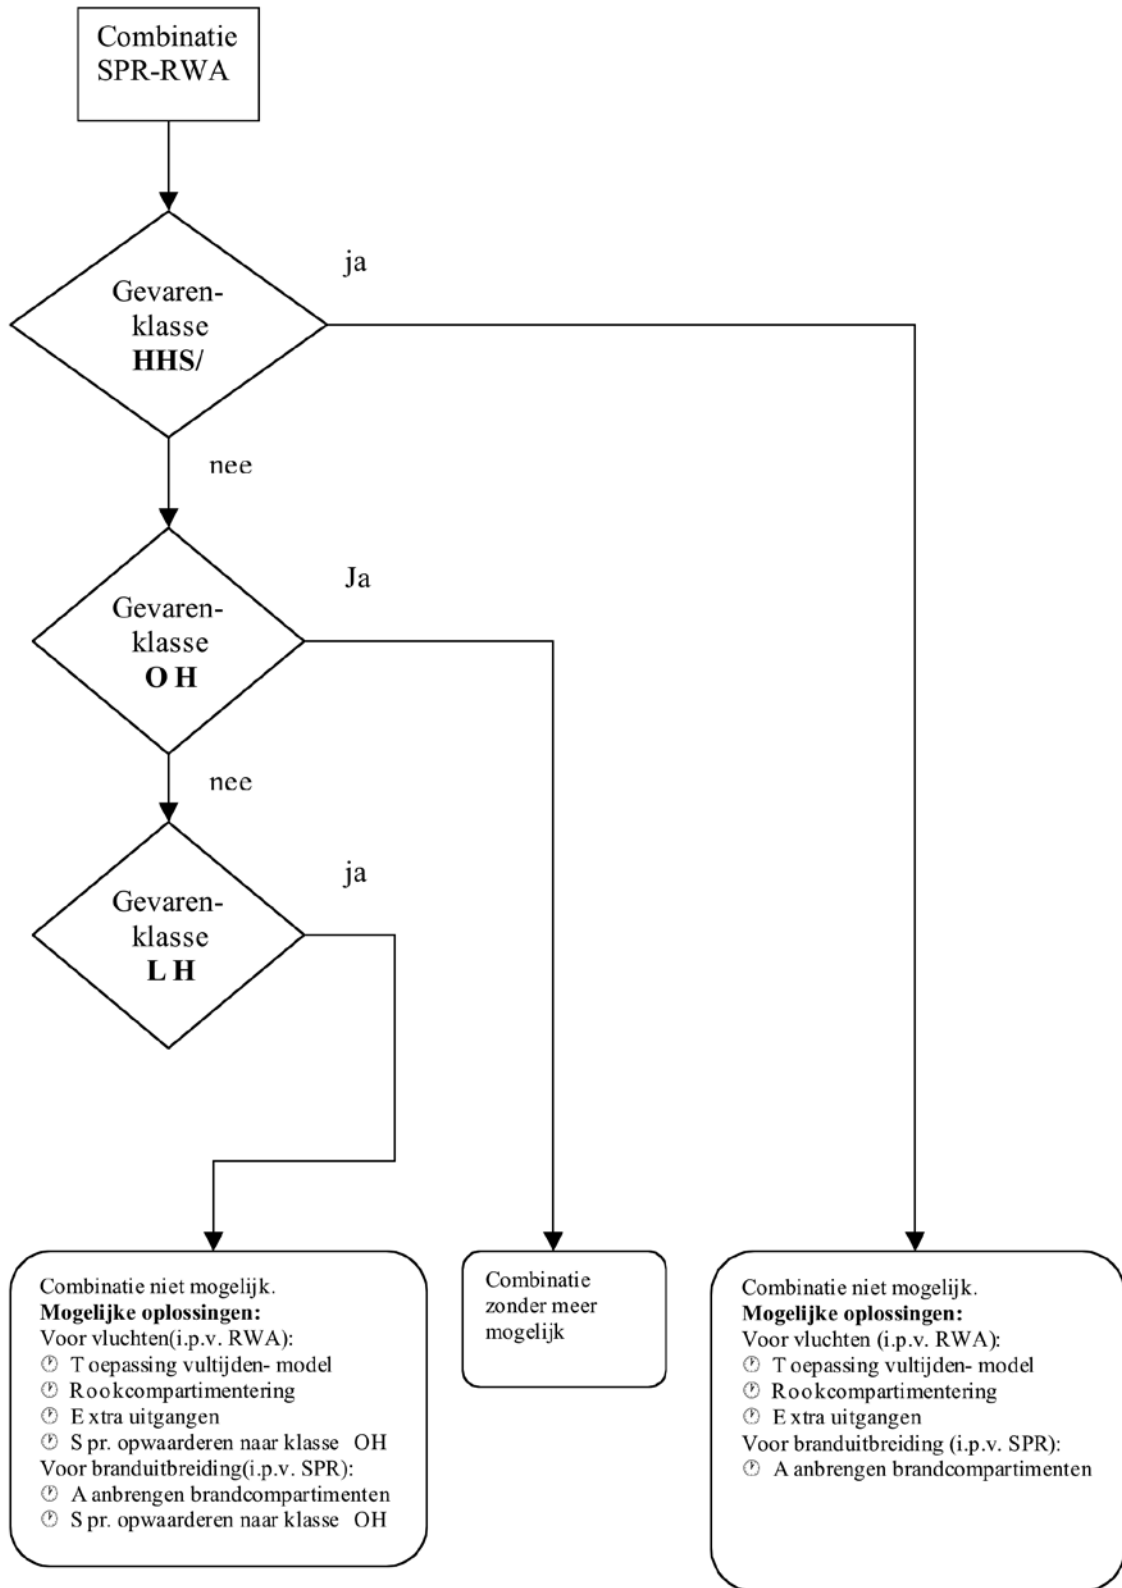 Combinatie
SPR-RWA
ja
Gevaren-
klasse
HHS/
nee
Ja
Gevaren-
klasse
O H
nee
ja
Gevaren-
klasse
L H
Combinatie niet mogelijk.
Mogelijke oplossingen:
Voor vluchten(i.p.v. RWA):
T oepassing vultijden- model
Rookcompartimentering
E xtra uitgangen
S pr. opwaarderen naar klasse OH
Voor branduitbreiding(i.p.v. SPR):
A anbrengen brandcompartimenten
S pr. opwaarderen naar klasse OH
Combinatie
zonder meer
mogelijk
Combinatie niet mogelijk.
Mogelijke oplossingen:
Voor vluchten (i.p.v. RWA):
T oepassing vultijden- model
Rookcompartimentering
E xtra uitgangen
Voor branduitbreiding (i.p.v. SPR):
A anbrengen brandcompartimenten